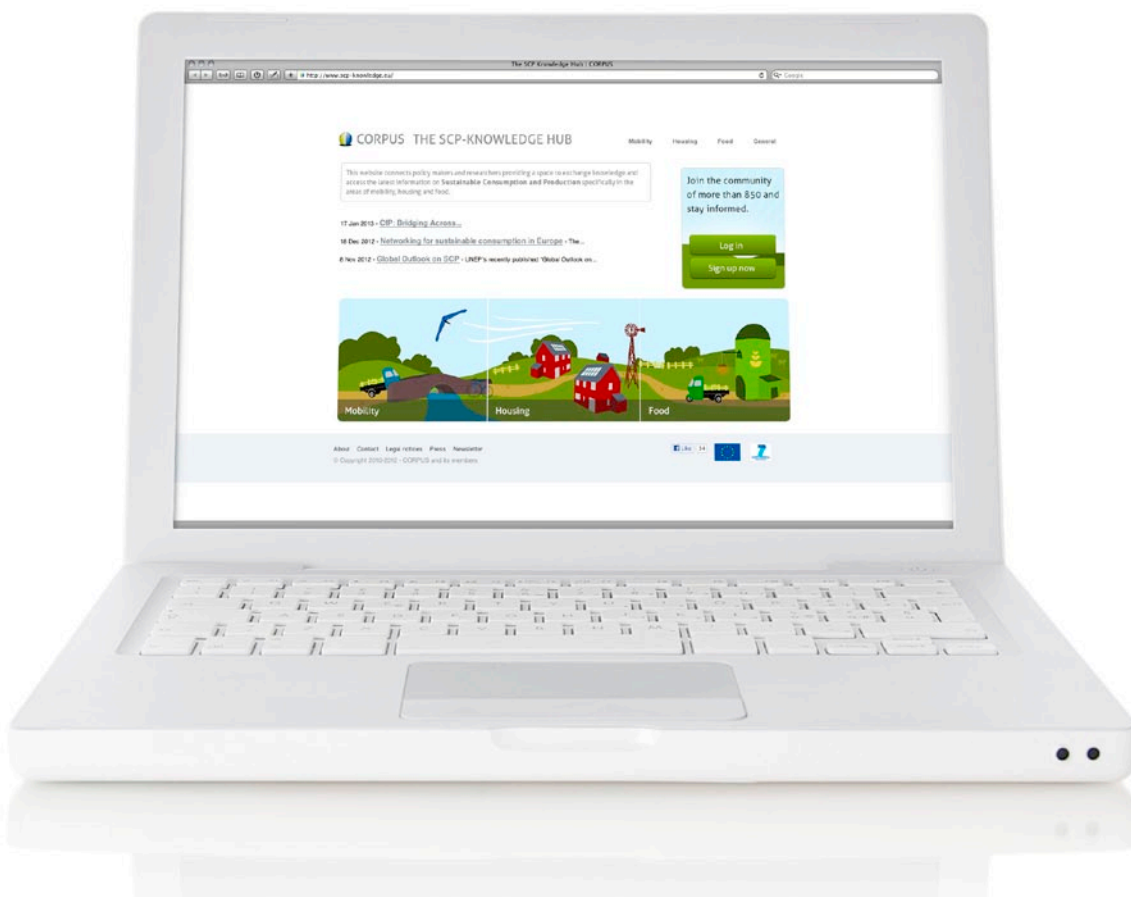 The SCP Knowledge Hub | CORPUS
http://www.scp-knowledge.eu/
Google
CORPUS THE SCP-KNOWLEDGE HUB
Mobility Housing Food General
This website connects policy makers and researchers providing a space to exchange knowledge and
access the latest information on Sustainable Consumption and Production specifically in the
areas of mobility, housing and food.
Join the community
of more than 850 and
stay informed.
Log in
Sign up now
17 Jan 2013 - CfP: Bridging Across...
18 Dec 2012 - Networking for sustainable consumption in Europe - The...
6 Nov 2012 - Global Outlook on SCP - UNEP's recently published 'Global Outlook on...
Mobility
Housing
Food
About Contact Legal notices Press Newsletter
© Copyright 2010-2012 - CORPUS and its members
Like 54